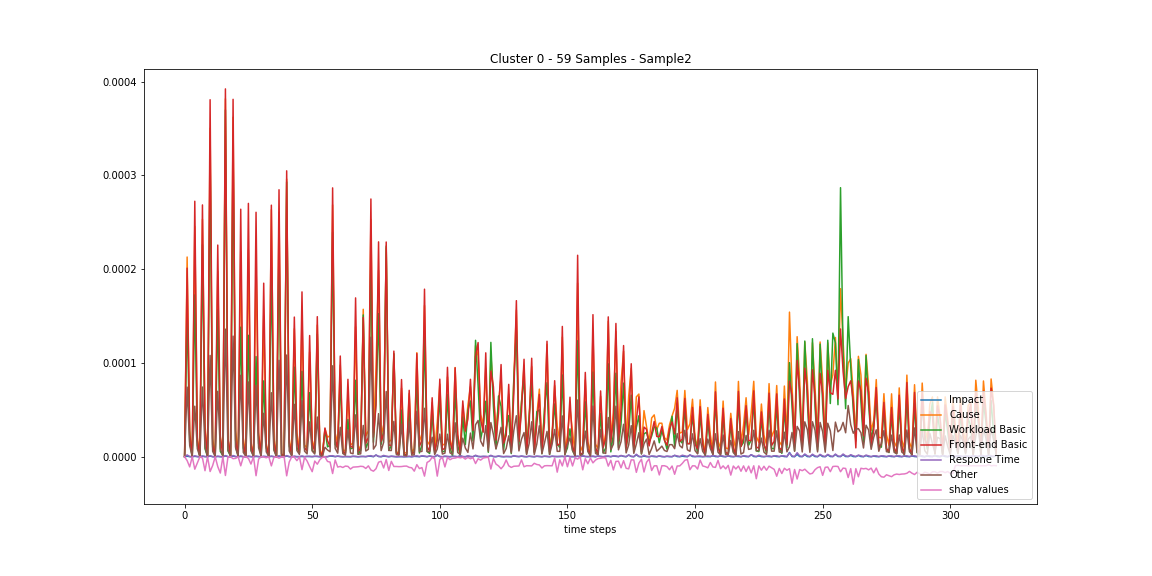 Cluster 0 - 59 Samples - Sample2
0.0004
0.0003
0.0002
0.0001
0.0000
Impact
Cause
Workload Basic
Front-end Basic
Respone Time
Other
shap values
0 50 100 150 200 250 300
time steps